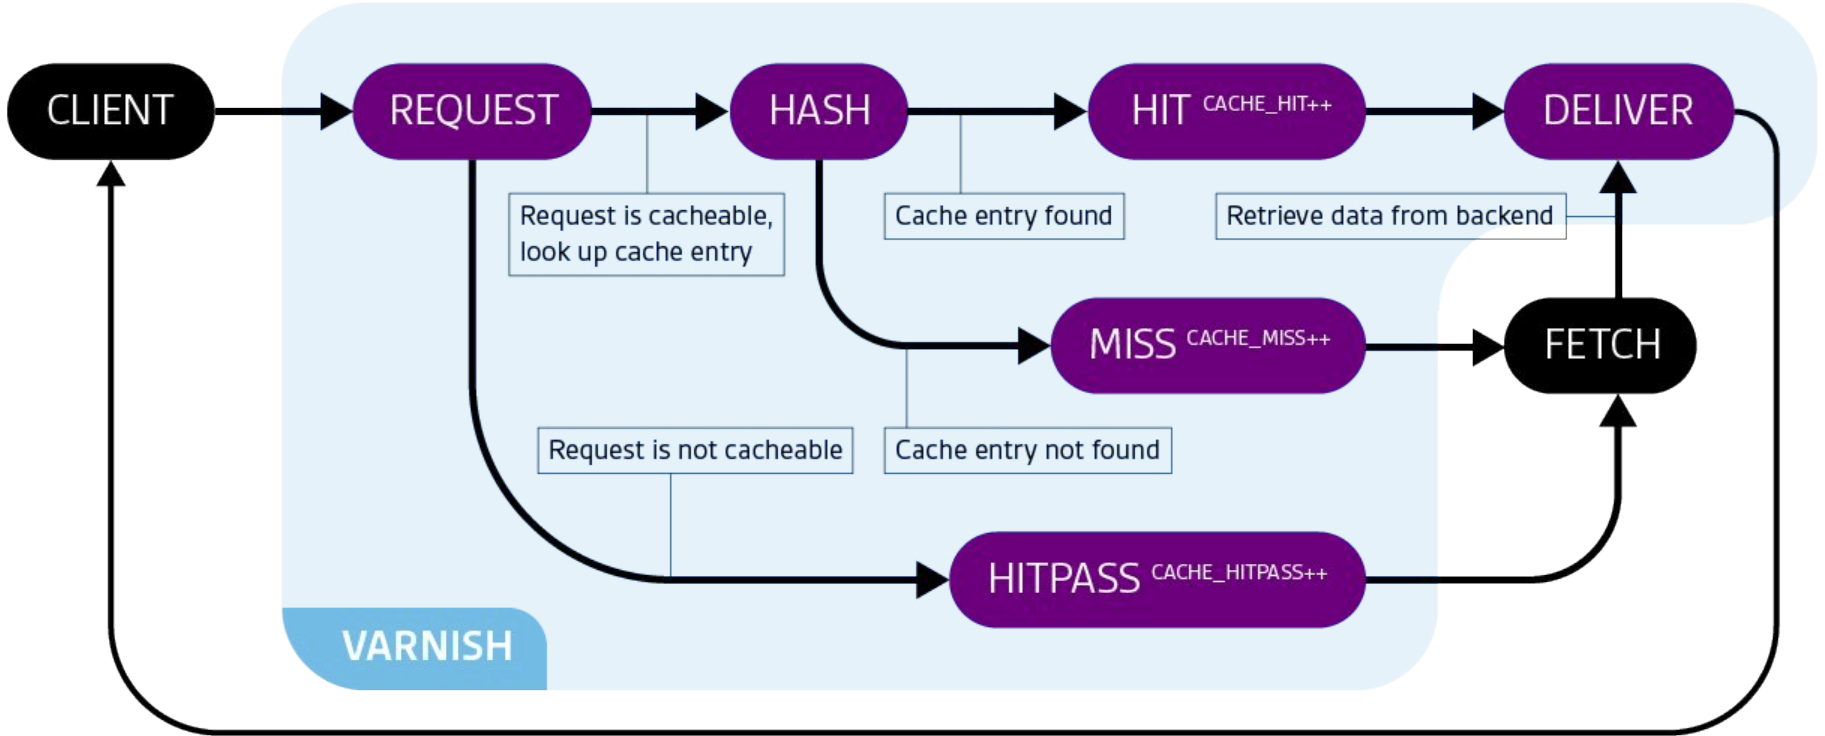 CLIENT
REQUEST
HASH
HIT CACHE_HIT++
DELIVER
Request is cacheable,
look up cache entry
Cache entry found
Retrieve data from backend
MISS CACHE_MISS++
FETCH
Request is not cacheable
Cache entry not found
HITPASS CACHE_HITPASS++
VARNISH